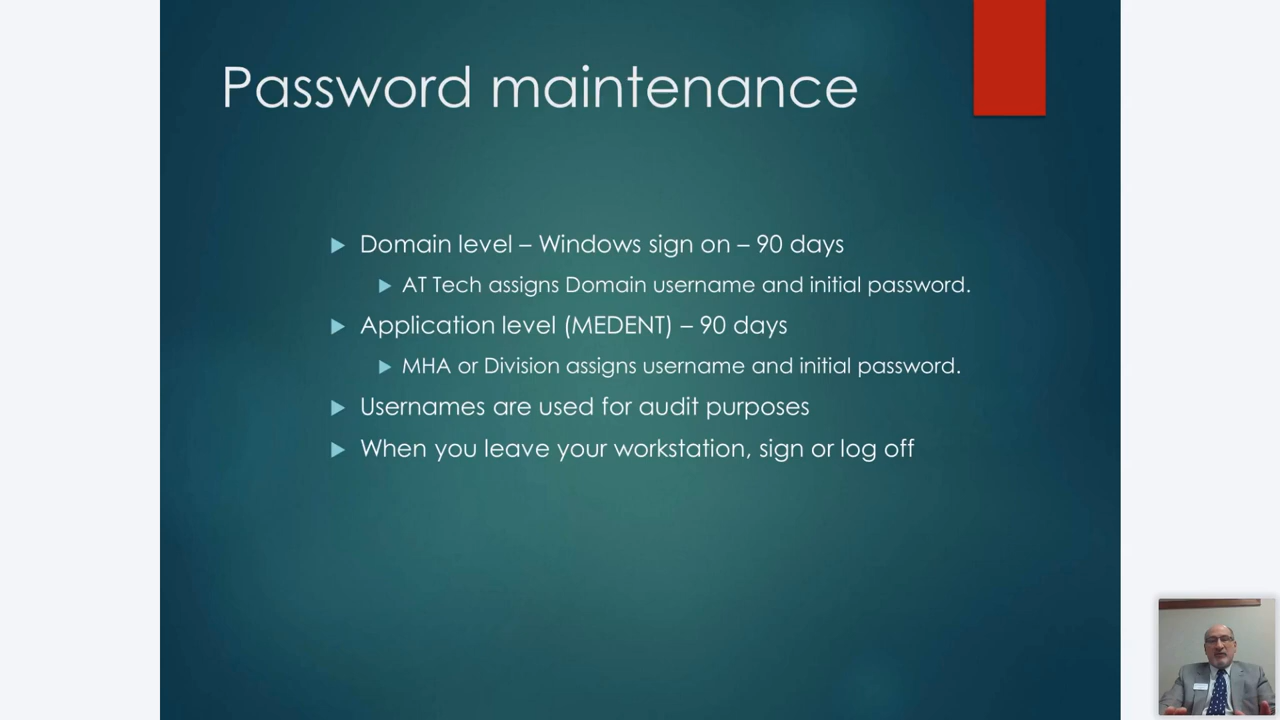 Password maintenance
Domain level – Windows sign on – 90 days
AT Tech assigns Domain username and initial password.
Application level (MEDENT) – 90 days
MHA or Division assigns username and initial password.
Usernames are used for audit purposes
When you leave your workstation, sign or log off